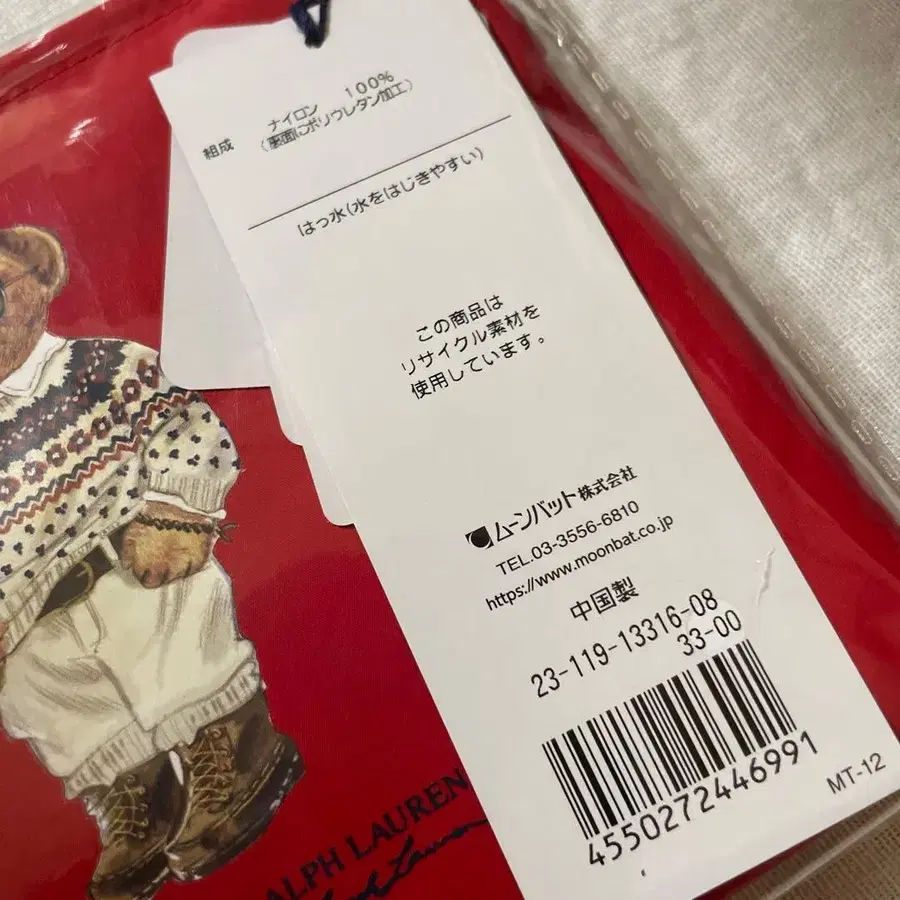 組成 ナイロン 100%
(裏面にポリウレタン加工)
はっ水(水をはじきやすい)
この商品は
リサイクル素材を
使用しています。
ムーンバット株式会社
TEL.03-3556-6810
https://www.moonbat.co.jp
中国製
23-119-13316-08
33-00
4550272446991
MT-12
ALPH LAUREN